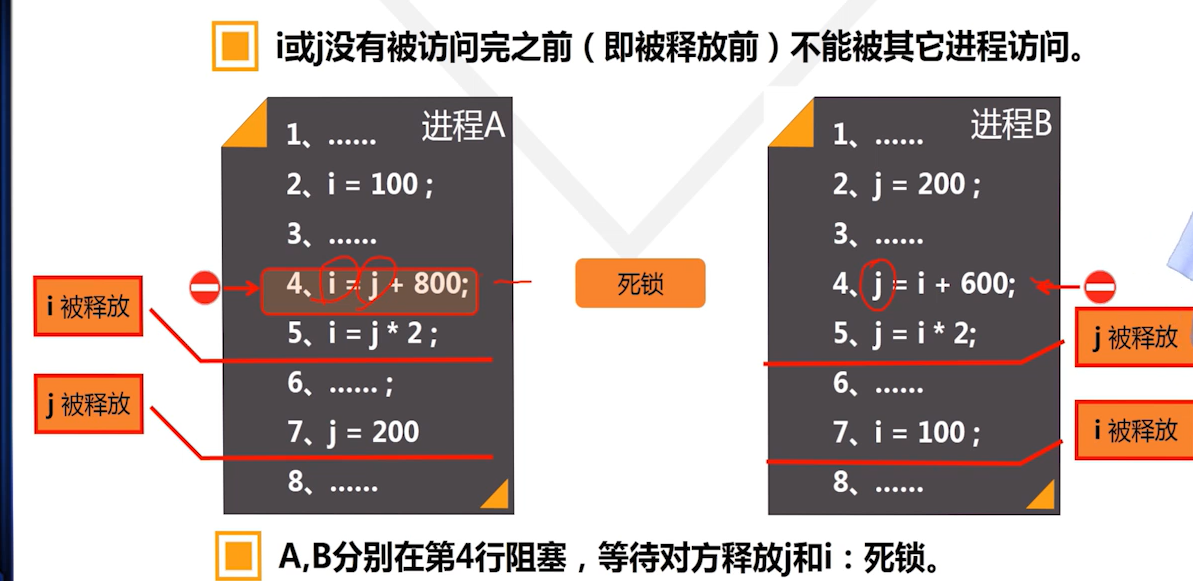 i或j没有被访问完之前（即被释放前）不能被其它进程访问。
进程A
1、……
2、i = 100 ;
3、……
4、i = j + 800;
5、i = j * 2 ;
6、…… ;
7、j = 200
8、……
i 被释放
j 被释放
死锁
进程B
1、……
2、j = 200 ;
3、……
4、j = i + 600;
5、j = i * 2;
6、……
7、i = 100 ;
8、……
j 被释放
i 被释放
A,B分别在第4行阻塞，等待对方释放j和i：死锁。